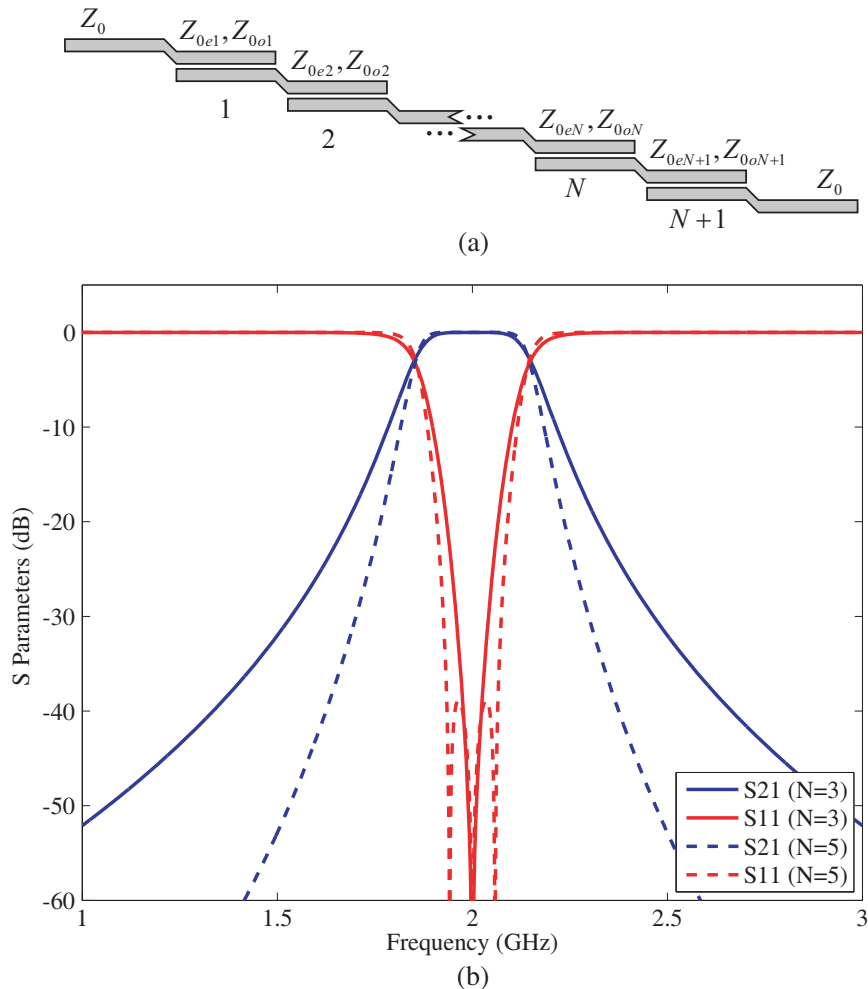 Z0
Z0e1, Z0o1
Z0e2, Z0o2
1
2
...
...
Z0eN, Z0oN
Z0eN+1, Z0oN+1
Z0
N
N+1
(a)
0
-10
-20
-30
-40
-50
-60
S Parameters (dB)
S21 (N=3)
S11 (N=3)
S21 (N=5)
S11 (N=5)
1
1.5
2
2.5
3
Frequency (GHz)
(b)